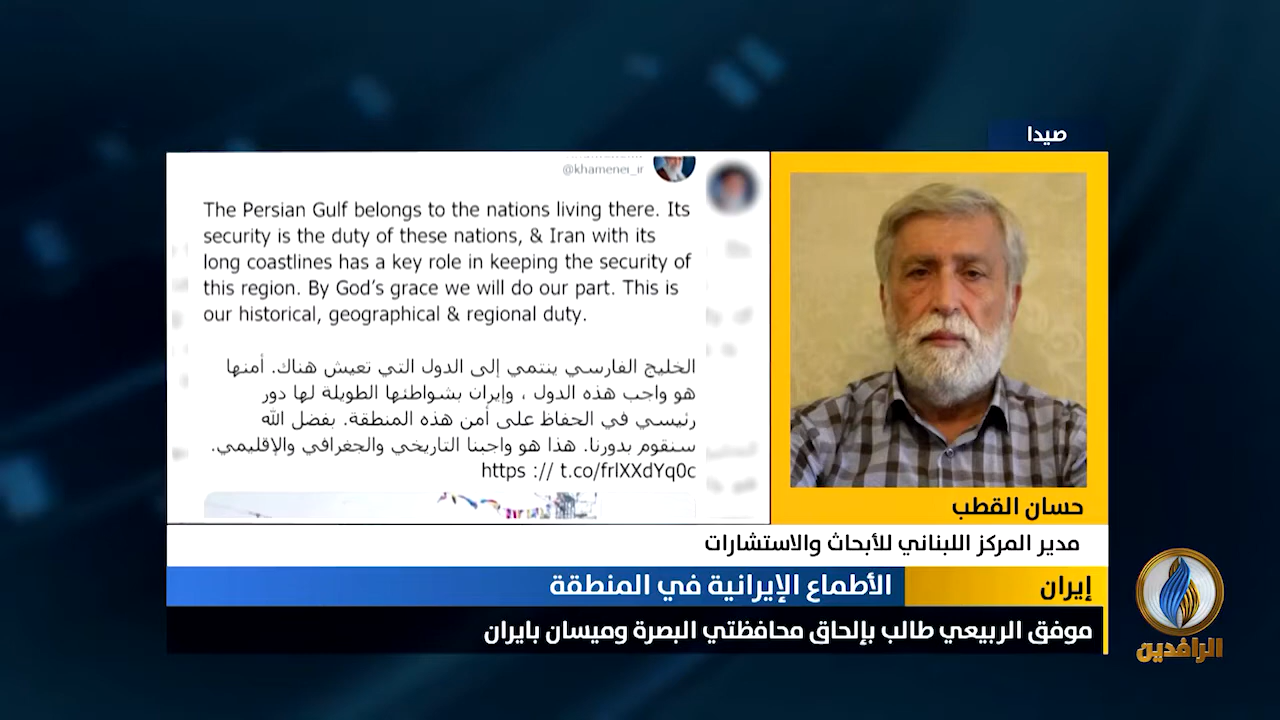 صيدا
@khamenei_ir
The Persian Gulf belongs to the nations living there. Its
security is the duty of these nations, & Iran with its
long coastlines has a key role in keeping the security of
this region. By God's grace we will do our part. This is
our historical, geographical & regional duty.
الخليج الفارسي ينتمي إلى الدول التي تعيش هناك. أمنها
هو واجب هذه الدول ، وإيران بشواطئها الطويلة لها دور
رئيسي في الحفاظ على أمن هذه المنطقة. بفضل الله
سنقوم بدورنا. هذا هو واجبنا التاريخي والجغرافي والإقليمي.
https :// t.co/frlXXdYq0c
حسان القطب
مدير المركز اللبناني للأبحاث والاستشارات
إيران
الأطماع الإيرانية في المنطقة
موفق الربيعي طالب بإلحاق محافظتي البصرة وميسان بايران
الرافدين